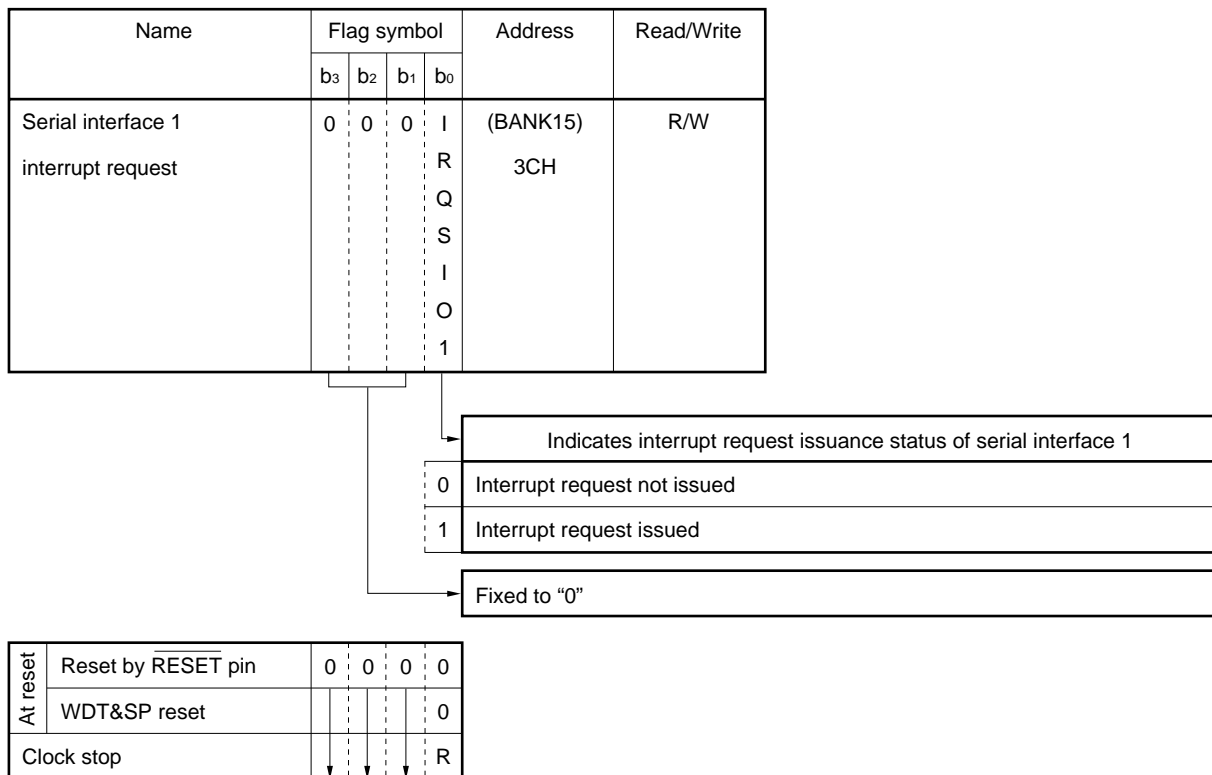 Name Flag symbol Address Read/Write
b3 b2 b1 b0
Serial interface 1 0 0 0 I (BANK15) R/W
interrupt request R 3CH
Q
S
I
O
1
Indicates interrupt request issuance status of serial interface 1
0 Interrupt request not issued
1 Interrupt request issued
Fixed to “0”
At reset
Reset by RESET pin 0 0 0 0
WDT&SP reset 0
Clock stop R